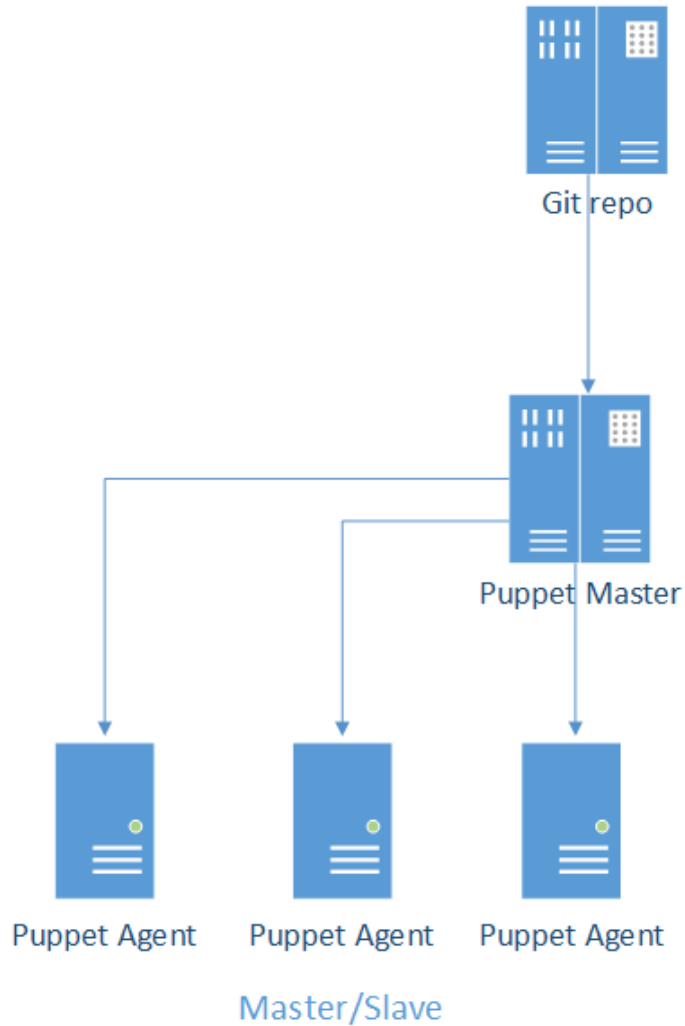 Git repo
Puppet Master
Puppet Agent
Puppet Agent
Puppet Agent
Master/Slave